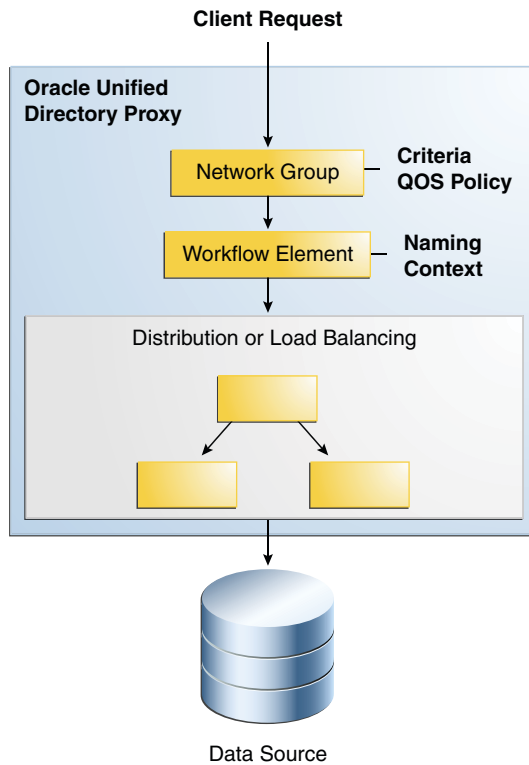 Client Request
Oracle Unified
Directory Proxy
Network Group
Criteria
QOS Policy
Workflow Element
Naming
Context
Distribution or Load Balancing
Data Source